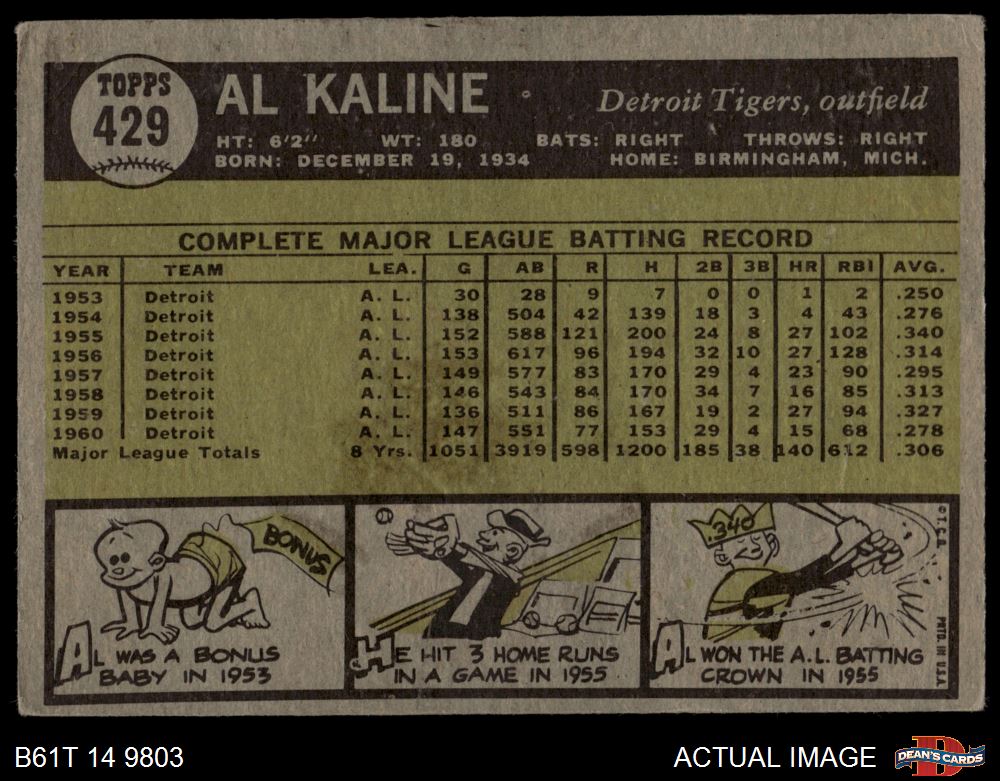 TOPPS
429
AL KALINE
Detroit Tigers, outfield
HT: 6'2" WT: 180 BATS: RIGHT THROWS: RIGHT
BORN: DECEMBER 19, 1934 HOME: BIRMINGHAM, MICH.
COMPLETE MAJOR LEAGUE BATTING RECORD
YEAR TEAM LEA. G AB R H 2B 3B HR RBI AVG.
1953 Detroit A. L. 30 28 9 7 0 0 1 2 .250
1954 Detroit A. L. 138 504 42 139 18 3 4 43 .276
1955 Detroit A. L. 152 588 121 200 24 8 27 102 .340
1956 Detroit A. L. 153 617 96 194 32 10 27 128 .314
1957 Detroit A. L. 149 577 83 170 29 4 23 90 .295
1958 Detroit A. L. 146 543 84 170 34 7 16 85 .313
1959 Detroit A. L. 136 511 86 167 19 2 27 94 .327
1960 Detroit A. L. 147 551 77 153 29 4 15 68 .278
Major League Totals 8 Yrs. 1051 3919 598 1200 185 38 140 612 .306
BONUS
AL WAS A BONUS
BABY IN 1953
6
HE HIT 3 HOME RUNS
IN A GAME IN 1955
.340
AL WON THE A.L. BATTING
CROWN IN 1955
© T.C.G.
PRTD. IN U.S.A.
B61T 14 9803
ACTUAL IMAGE
D
DEAN'S CARDS